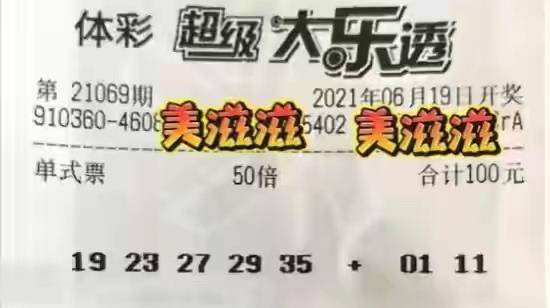 体彩 超级大乐透
第 21069期 2021年06月19日开奖
910360-4608 美滋滋 5402 美滋滋 rA
单式票 50倍 合计100元
19 23 27 29 35 + 01 11